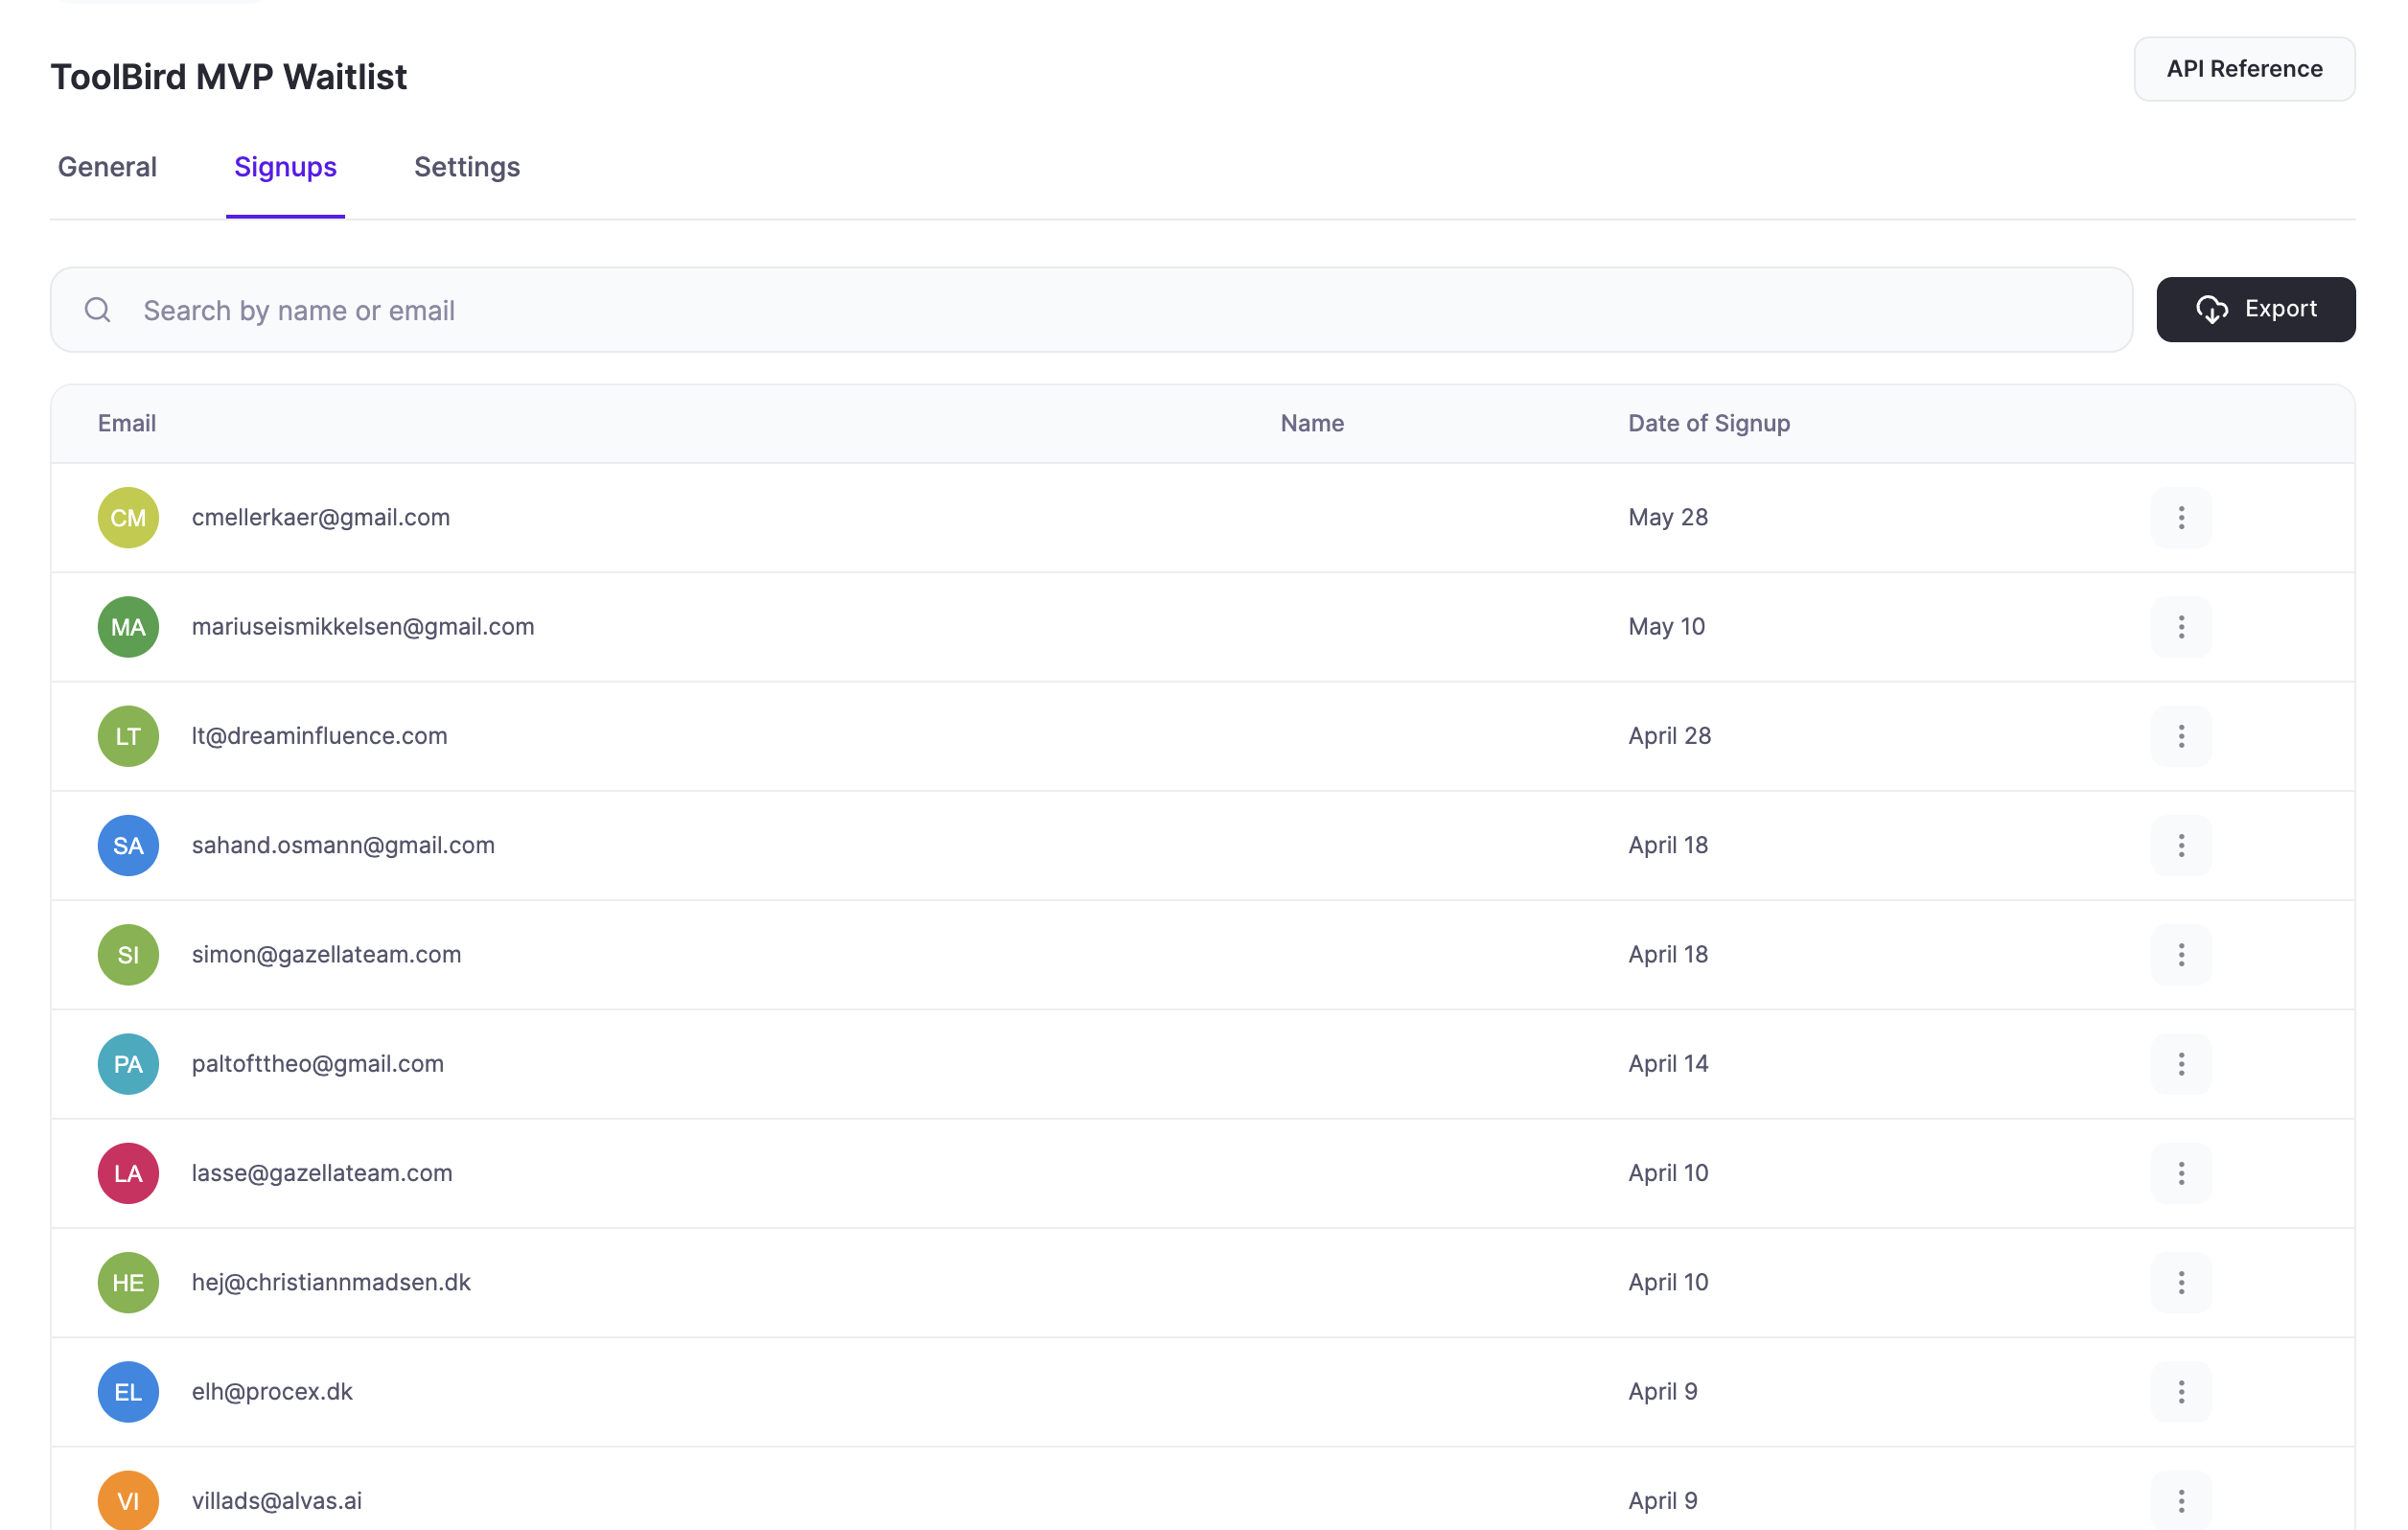 ToolBird MVP Waitlist
API Reference
General Signups Settings
Search by name or email
Export
Email Name Date of Signup
CM cmellerkaer@gmail.com May 28
MA mariuseismikkelsen@gmail.com May 10
LT lt@dreaminfluence.com April 28
SA sahand.osmann@gmail.com April 18
SI simon@gazellateam.com April 18
PA paltofttheo@gmail.com April 14
LA lasse@gazellateam.com April 10
HE hej@christiannmadsen.dk April 10
EL elh@procex.dk April 9
VI villads@alvas.ai April 9